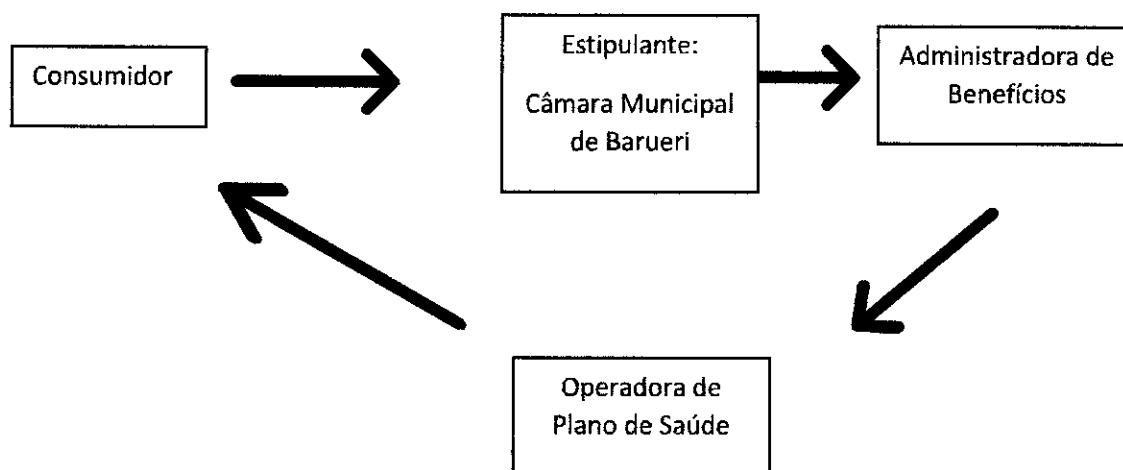 Consumidor
Estipulante:
Câmara Municipal
de Barueri
Administradora de
Benefícios
Operadora de
Plano de Saúde